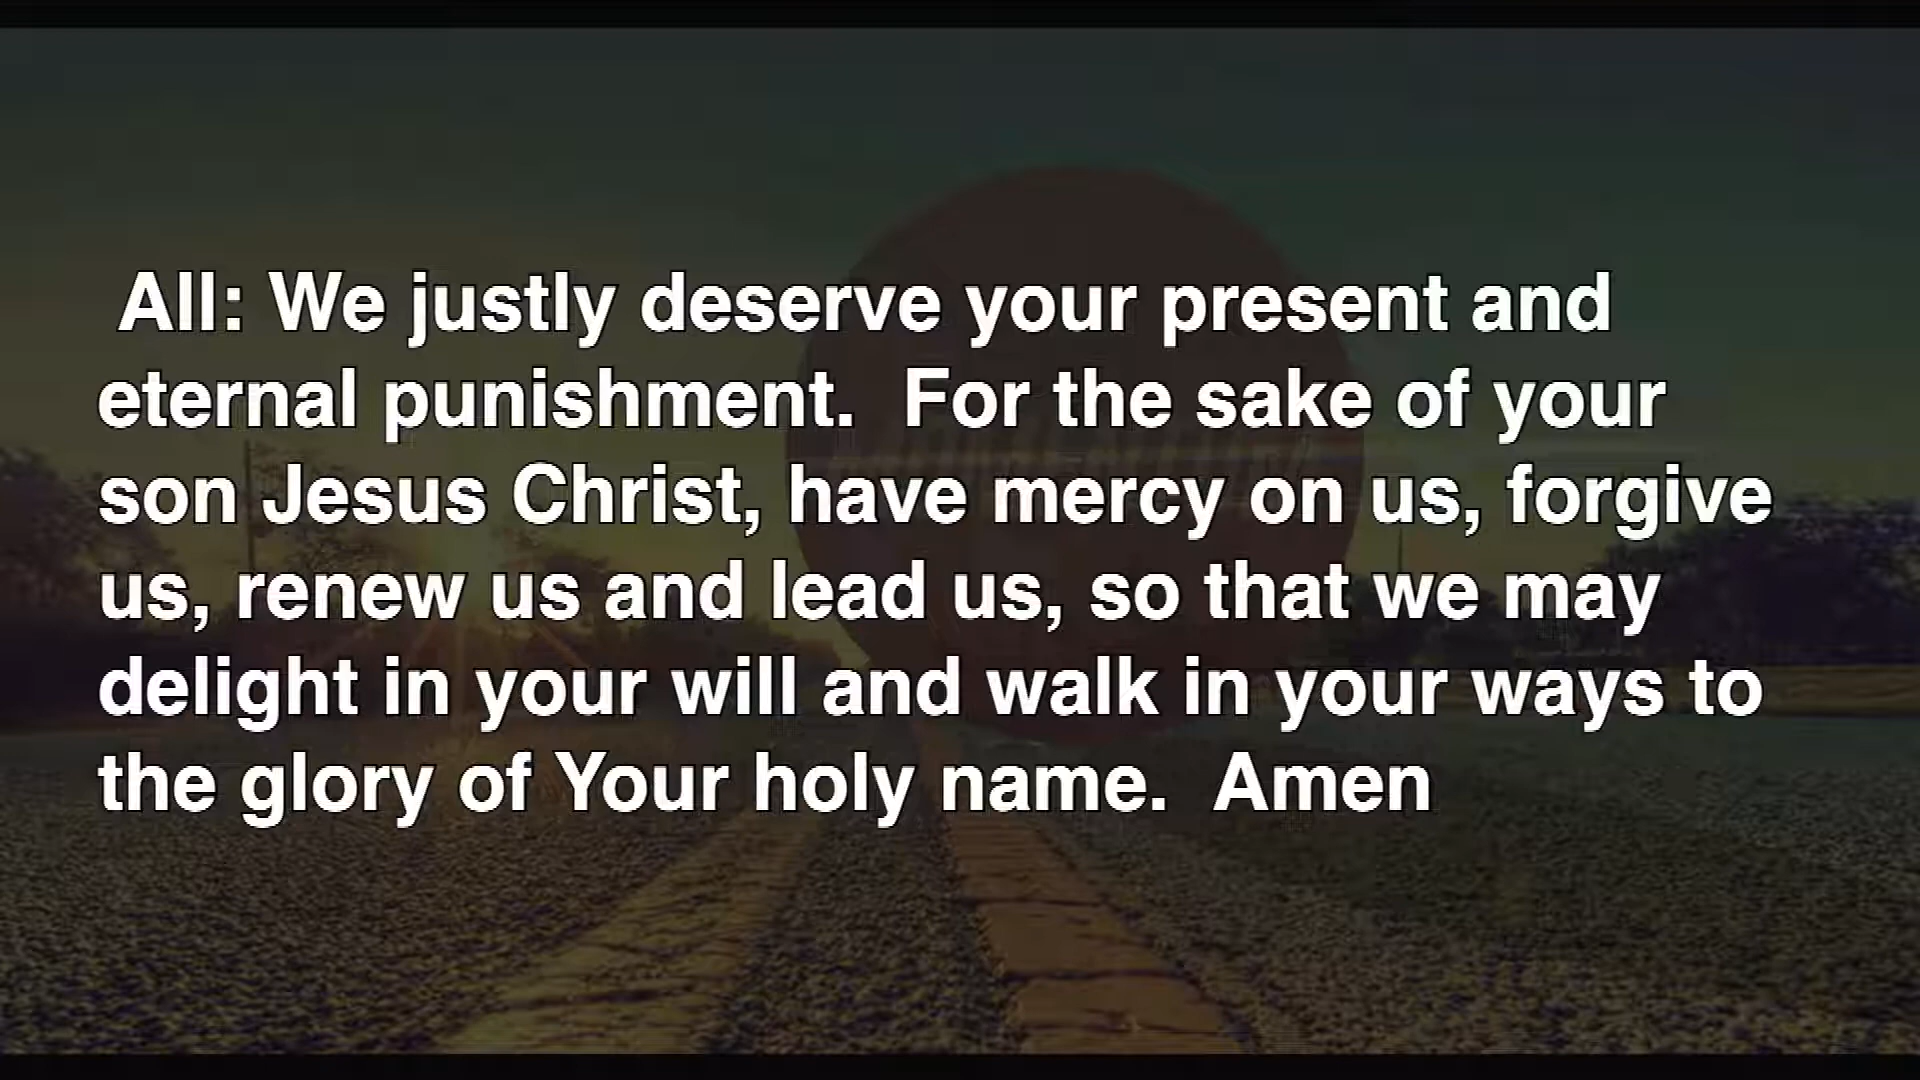 All: We justly deserve your present and
eternal punishment.  For the sake of your
son Jesus Christ, have mercy on us, forgive
us, renew us and lead us, so that we may
delight in your will and walk in your ways to
the glory of Your holy name.  Amen